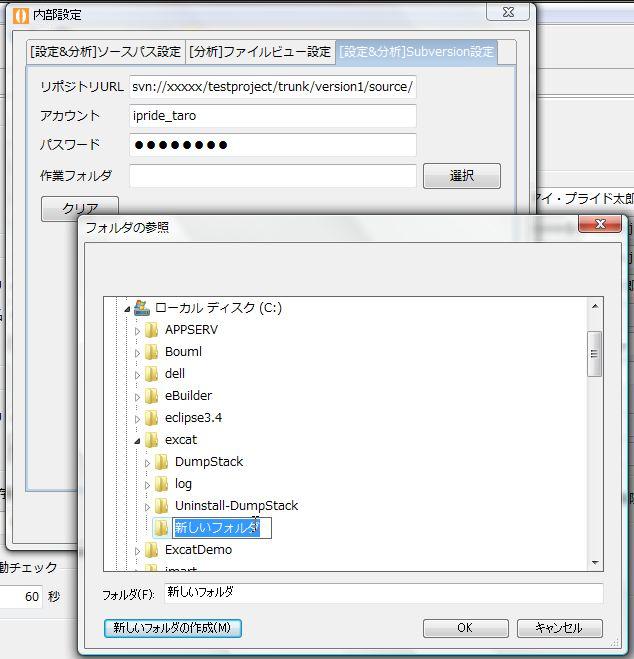 内部設定
[設定&分析]ソースパス設定 [分析]ファイルビュー設定 [設定&分析]Subversion設定
リポジトリURL svn://xxxxx/testproject/trunk/version1/source/
アカウント ipride_taro
パスワード ●●●●●●●●
作業フォルダ 選択
クリア
アイ・プライド太郎
フォルダの参照
ローカル ディスク (C:)
APPSERV
Bouml
dell
eBuilder
eclipse3.4
excat
DumpStack
log
Uninstall-DumpStack
新しいフォルダ
ExcatDemo
imart
動チェック
60 秒
フォルダ(F): 新しいフォルダ
新しいフォルダの作成(M) OK キャンセル